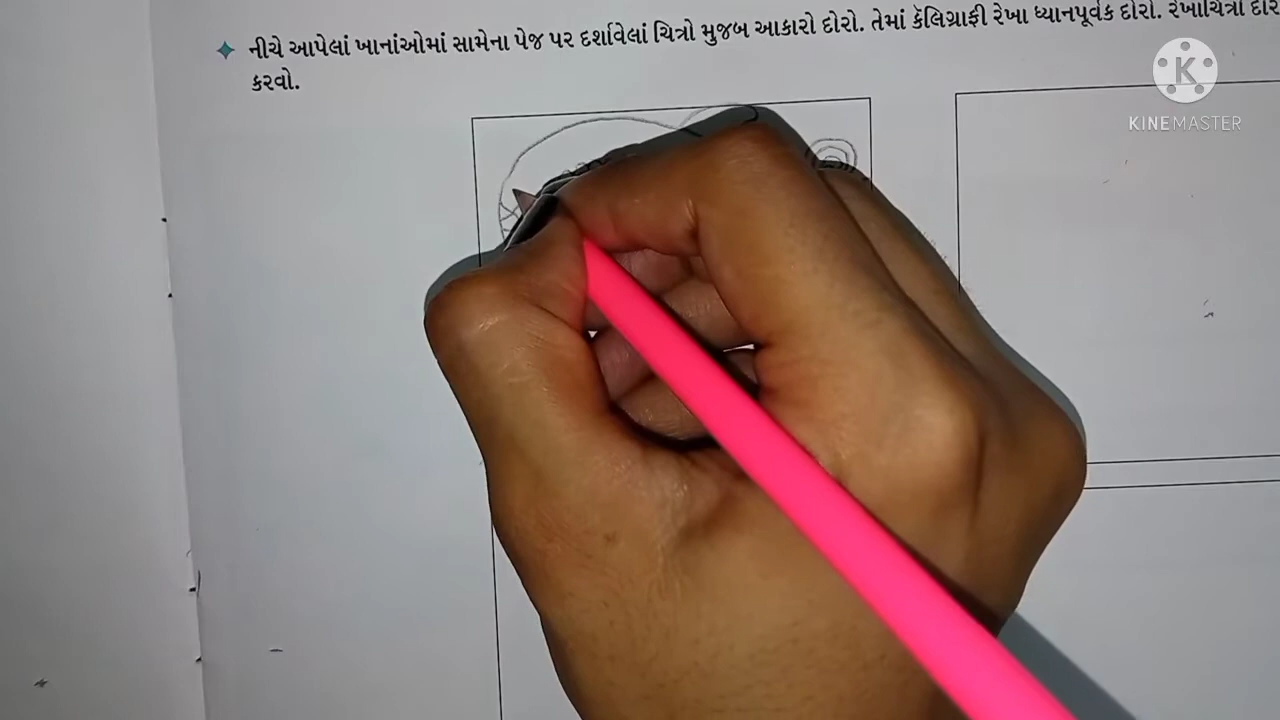 નીચે આપેલાં ખાનાંઓમાં સામેના પેજ પર દર્શાવેલાં ચિત્રો મુજબ આકારો દોરો. તેમાં કૅલિગ્રાફી રેખા ધ્યાનપૂર્વક દોરો. રેખાચિત્રો
કરવો.
K
KINEMASTER